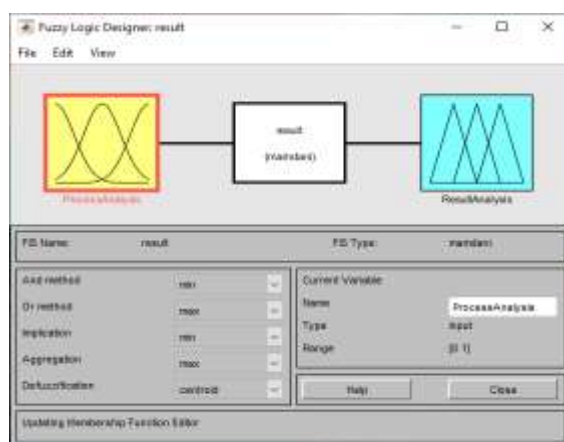 Fuzzy Logic Designer: result
File Edit View
result
(mamdani)
ProcessAnalysis
ResultAnalysis
FIS Name: result FIS Type: mamdani
And method min
Or method max
Implication min
Aggregation max
Defuzzification centroid
Current Variable
Name ProcessAnalysis
Type input
Range [0 1]
Help Close
Updating Membership Function Editor